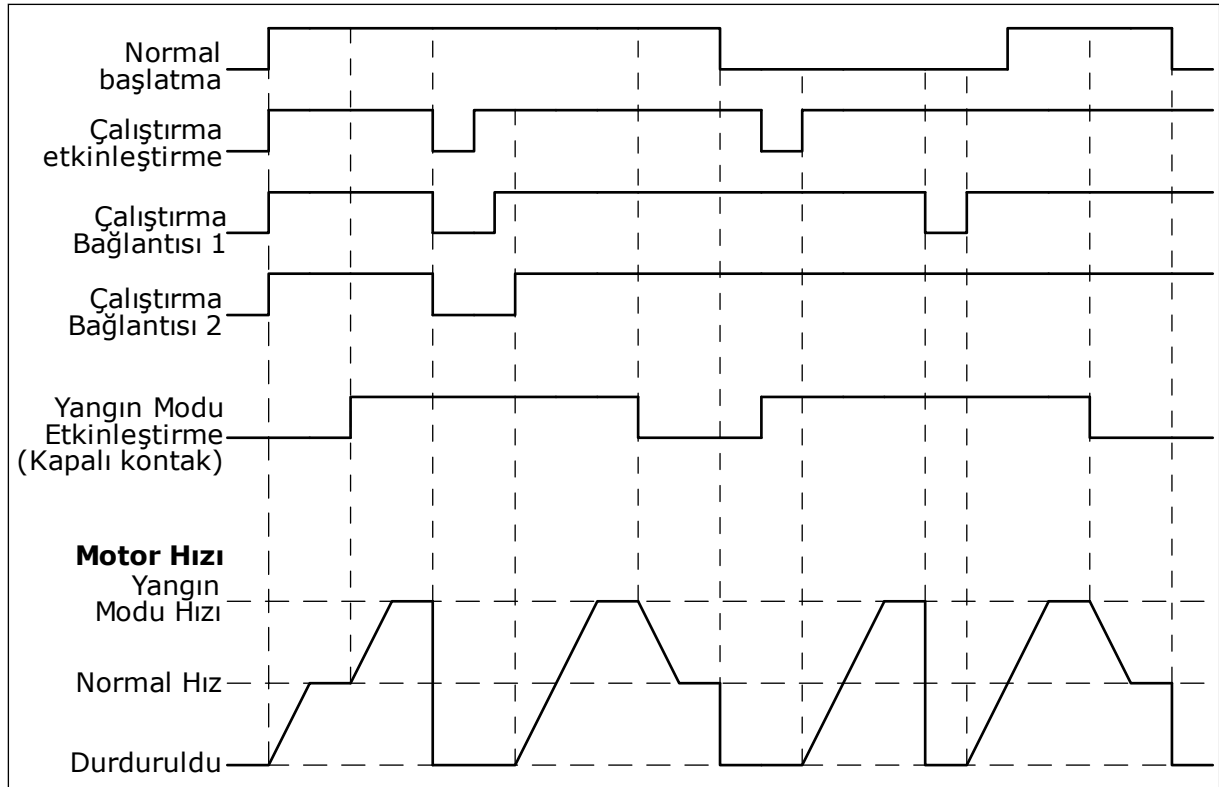 Normal
başlatma
Çalıştırma
etkinleştirme
Çalıştırma
Bağlantısı 1
Çalıştırma
Bağlantısı 2
Yangın Modu
Etkinleştirme
(Kapalı kontak)
Motor Hızı
Yangın
Modu Hızı
Normal Hız
Durduruldu